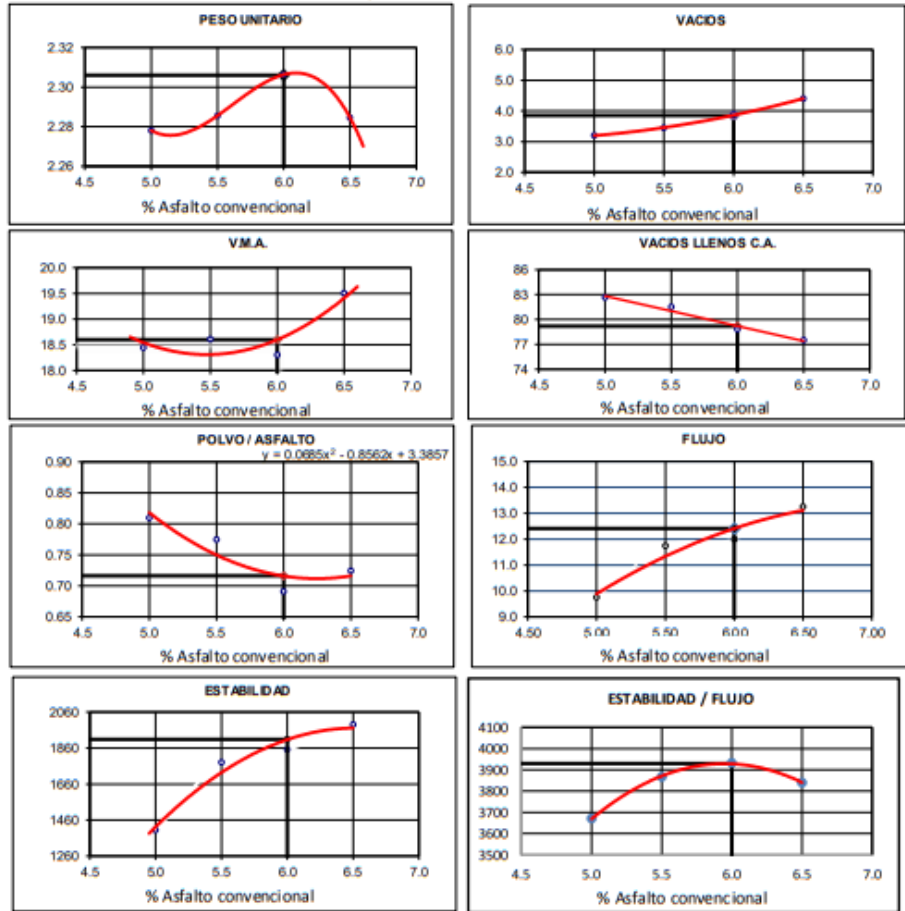 PESO UNITARIO
2.32
2.30
2.28
2.26
4.5 5.0 5.5 6.0 6.5 7.0
% Asfalto convencional
VACIOS
6.0
5.0
4.0
3.0
2.0
4.5 5.0 5.5 6.0 6.5 7.0
% Asfalto convencional
V.M.A.
20.0
19.5
19.0
18.5
18.0
4.5 5.0 5.5 6.0 6.5 7.0
VACIOS LLENOS C.A.
86
83
80
77
74
4.5 5.0 5.5 6.0 6.5 7.0
POLVO / ASFALTO
y = 0.0685x² - 0.8562x + 3.3857
0.90
0.85
0.80
0.75
0.70
0.65
4.5 5.0 5.5 6.0 6.5 7.0
% Asfalto convencional
FLUJO
15.0
14.0
13.0
12.0
11.0
10.0
9.0
4.50 5.00 5.50 6.00 6.50 7.00
% Asfalto convencional
ESTABILIDAD
2060
1860
1660
1460
1260
4.5 5.0 5.5 6.0 6.5 7.0
% Asfalto convencional
ESTABILIDAD / FLUJO
4100
4000
3900
3800
3700
3600
3500
4.5 5.0 5.5 6.0 6.5 7.0
% Asfalto convencional